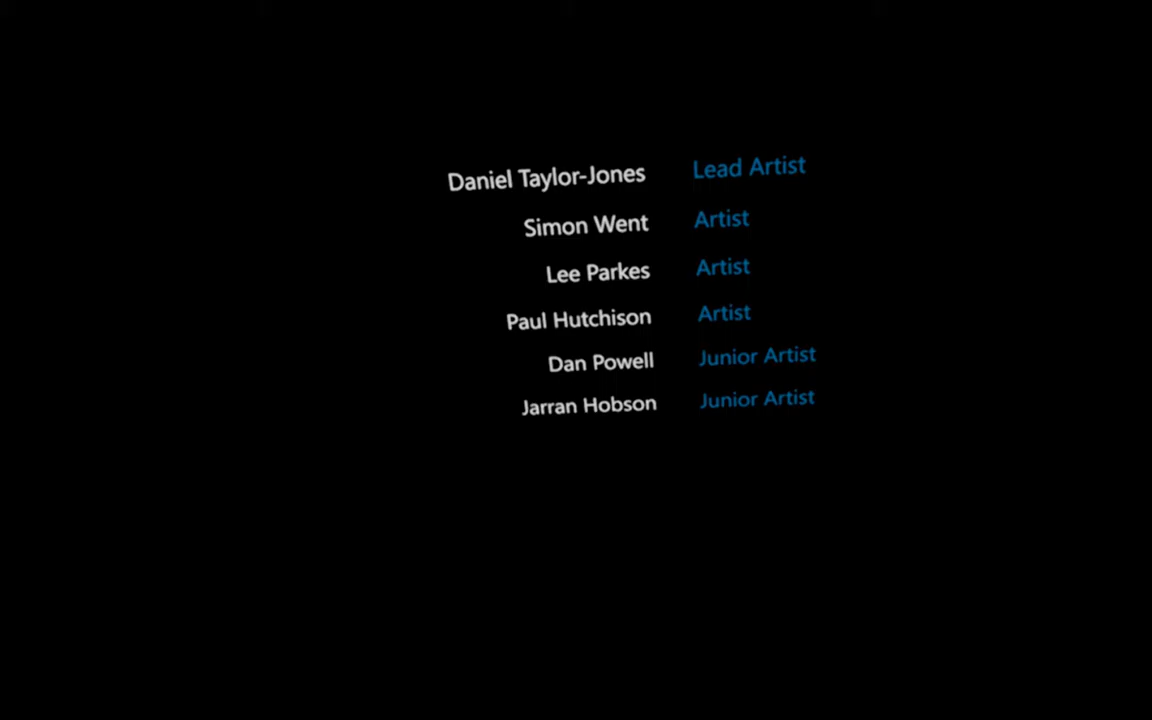 Daniel Taylor-Jones Lead Artist
Simon Went Artist
Lee Parkes Artist
Paul Hutchison Artist
Dan Powell Junior Artist
Jarran Hobson Junior Artist